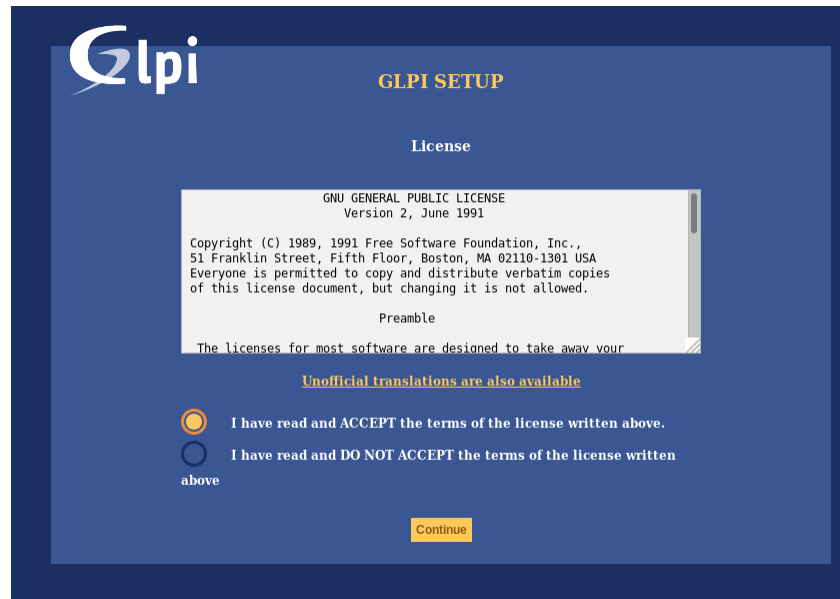 Glpi
GLPI SETUP
License
GNU GENERAL PUBLIC LICENSE
Version 2, June 1991
Copyright (C) 1989, 1991 Free Software Foundation, Inc.,
51 Franklin Street, Fifth Floor, Boston, MA 02110-1301 USA
Everyone is permitted to copy and distribute verbatim copies
of this license document, but changing it is not allowed.
Preamble
The licenses for most software are designed to take away your
Unofficial translations are also available
I have read and ACCEPT the terms of the license written above.
I have read and DO NOT ACCEPT the terms of the license written
above
Continue